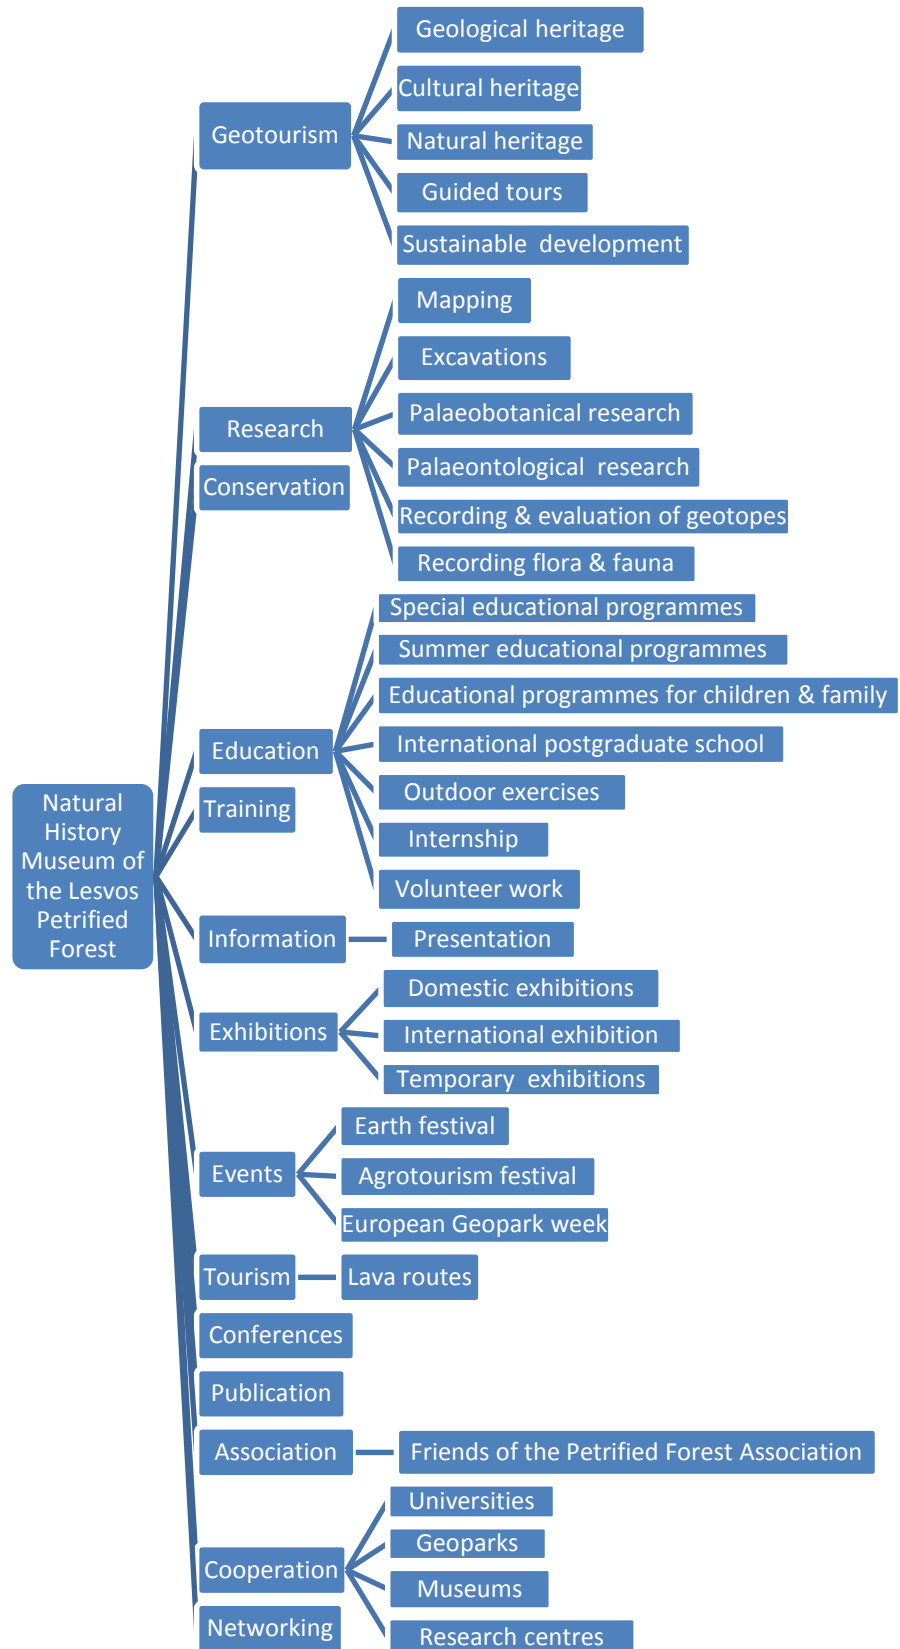 Natural
History
Museum of
the Lesvos
Petrified
Forest
Geotourism
Geological heritage
Cultural heritage
Natural heritage
Guided tours
Sustainable development
Research
Mapping
Excavations
Palaeobotanical research
Palaeontological research
Recording & evaluation of geotopes
Recording flora & fauna
Conservation
Education
Special educational programmes
Summer educational programmes
Educational programmes for children & family
International postgraduate school
Outdoor exercises
Internship
Volunteer work
Training
Information
Presentation
Exhibitions
Domestic exhibitions
International exhibition
Temporary exhibitions
Events
Earth festival
Agrotourism festival
European Geopark week
Tourism
Lava routes
Conferences
Publication
Association
Friends of the Petrified Forest Association
Cooperation
Universities
Geoparks
Museums
Research centres
Networking